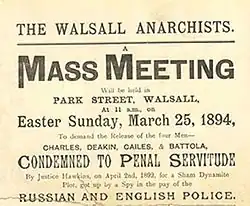 THE WALSALL ANARCHISTS.
A
MASS MEETING
Will be held in
PARK STREET, WALSALL,
At 11 a.m., on
Easter Sunday, March 25, 1894,
To demand the Release of the four Men—
CHARLES, DEAKIN, CAILES, & BATTOLA,
CONDEMNED TO PENAL SERVITUDE
By Justice Hawkins, on April 2nd, 1892, for a Sham Dynamite
Plot, got up by a Spy in the pay of the
RUSSIAN AND ENGLISH POLICE.